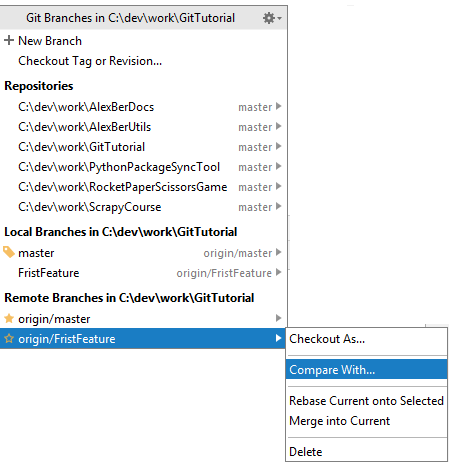 Git Branches in C:\dev\work\GitTutorial
New Branch
Checkout Tag or Revision...
Repositories
C:\dev\work\AlexBerDocs master
C:\dev\work\AlexBerUtils master
C:\dev\work\GitTutorial master
C:\dev\work\PythonPackageSyncTool master
C:\dev\work\RocketPaperScissorsGame master
C:\dev\work\ScrapyCourse master
Local Branches in C:\dev\work\GitTutorial
master origin/master
FristFeature origin/FristFeature
Remote Branches in C:\dev\work\GitTutorial
origin/master
origin/FristFeature
Checkout As...
Compare With...
Rebase Current onto Selected
Merge into Current
Delete